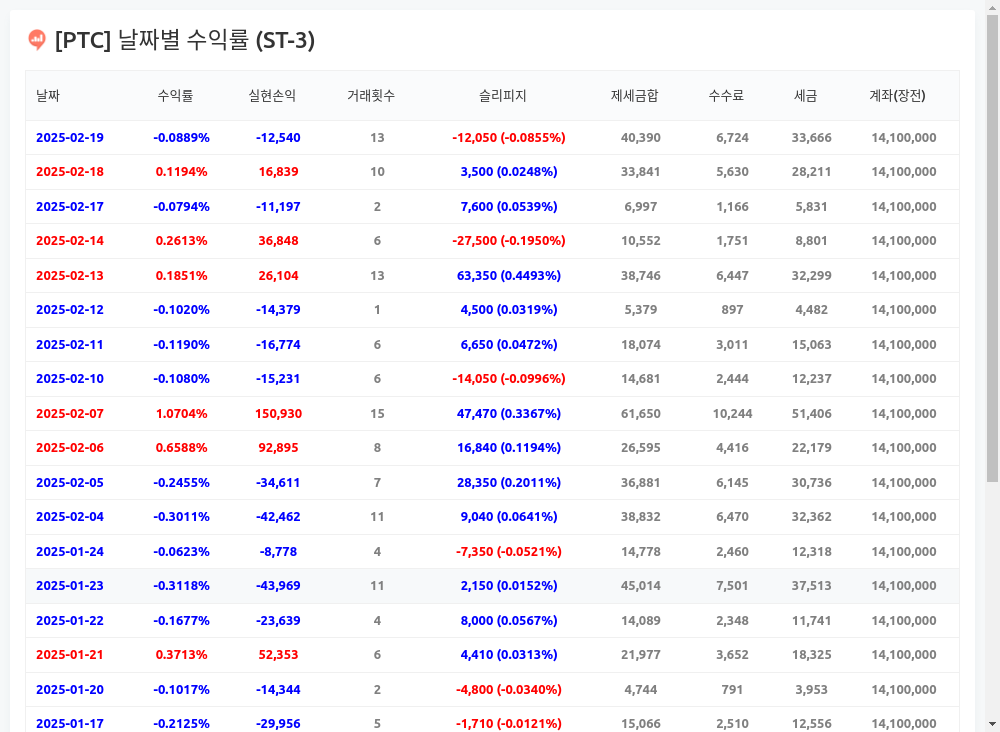 [PTC] 날짜별 수익률 (ST-3)
날짜 수익률 실현손익 거래횟수 슬리피지 제세금합 수수료 세금 계좌(장전)
2025-02-19 -0.0889% -12,540 13 -12,050 (-0.0855%) 40,390 6,724 33,666 14,100,000
2025-02-18 0.1194% 16,839 10 3,500 (0.0248%) 33,841 5,630 28,211 14,100,000
2025-02-17 -0.0794% -11,197 2 7,600 (0.0539%) 6,997 1,166 5,831 14,100,000
2025-02-14 0.2613% 36,848 6 -27,500 (-0.1950%) 10,552 1,751 8,801 14,100,000
2025-02-13 0.1851% 26,104 13 63,350 (0.4493%) 38,746 6,447 32,299 14,100,000
2025-02-12 -0.1020% -14,379 1 4,500 (0.0319%) 5,379 897 4,482 14,100,000
2025-02-11 -0.1190% -16,774 6 6,650 (0.0472%) 18,074 3,011 15,063 14,100,000
2025-02-10 -0.1080% -15,231 6 -14,050 (-0.0996%) 14,681 2,444 12,237 14,100,000
2025-02-07 1.0704% 150,930 15 47,470 (0.3367%) 61,650 10,244 51,406 14,100,000
2025-02-06 0.6588% 92,895 8 16,840 (0.1194%) 26,595 4,416 22,179 14,100,000
2025-02-05 -0.2455% -34,611 7 28,350 (0.2011%) 36,881 6,145 30,736 14,100,000
2025-02-04 -0.3011% -42,462 11 9,040 (0.0641%) 38,832 6,470 32,362 14,100,000
2025-01-24 -0.0623% -8,778 4 -7,350 (-0.0521%) 14,778 2,460 12,318 14,100,000
2025-01-23 -0.3118% -43,969 11 2,150 (0.0152%) 45,014 7,501 37,513 14,100,000
2025-01-22 -0.1677% -23,639 4 8,000 (0.0567%) 14,089 2,348 11,741 14,100,000
2025-01-21 0.3713% 52,353 6 4,410 (0.0313%) 21,977 3,652 18,325 14,100,000
2025-01-20 -0.1017% -14,344 2 -4,800 (-0.0340%) 4,744 791 3,953 14,100,000
2025-01-17 -0.2125% -29,956 5 -1,710 (-0.0121%) 15,066 2,510 12,556 14,100,000